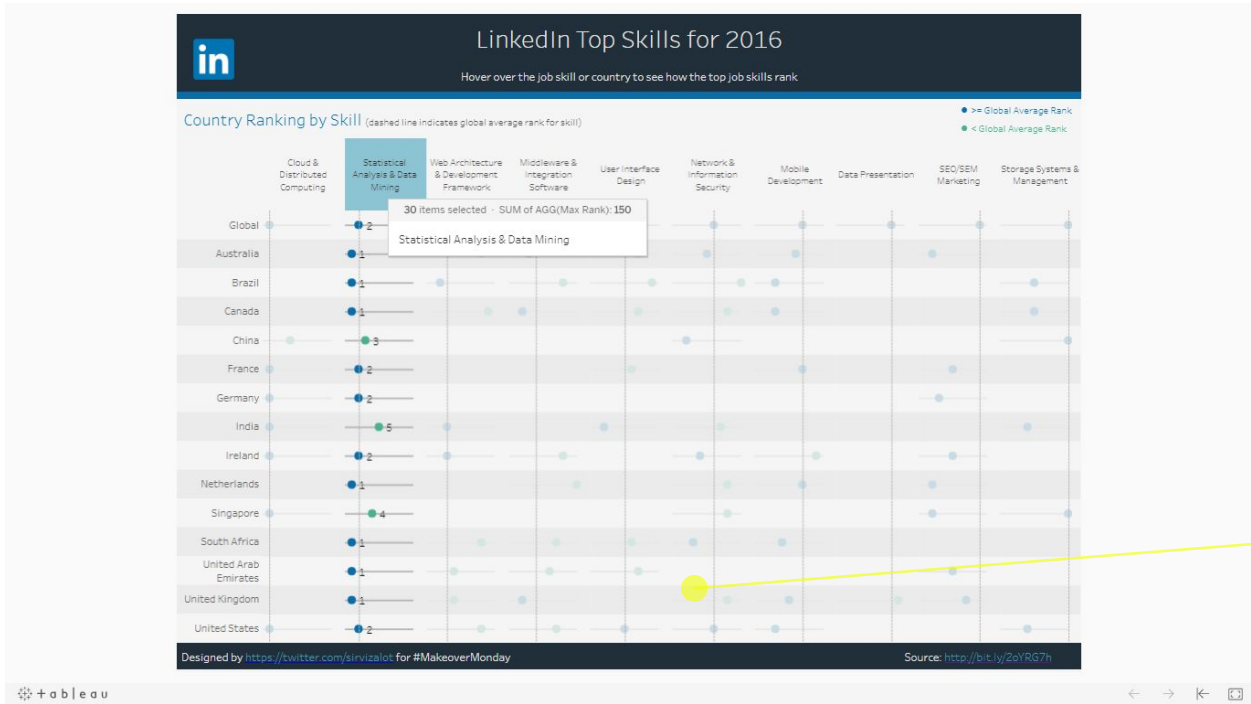 in
LinkedIn Top Skills for 2016
Hover over the job skill or country to see how the top job skills rank
Country Ranking by Skill (dashed line indicates global average rank for skill)
>= Global Average Rank
< Global Average Rank
Cloud &
Distributed
Computing
Statistical
Analysis & Data
Mining
Web Architecture
& Development
Framework
Middleware &
Integration
Software
User Interface
Design
Network &
Information
Security
Mobile
Development
Data Presentation
SEO/SEM
Marketing
Storage Systems &
Management
30 items selected · SUM of AGG(Max Rank): 150
Statistical Analysis & Data Mining
Global 2
Australia 1
Brazil 1
Canada 1
China 3
France 2
Germany 2
India 5
Ireland 2
Netherlands 1
Singapore 4
South Africa 1
United Arab
Emirates 1
United Kingdom 1
United States 2
Designed by https://twitter.com/sirvizalot for #MakeoverMonday
Source: http://bit.ly/2oYRG7h
+ a b | e a u